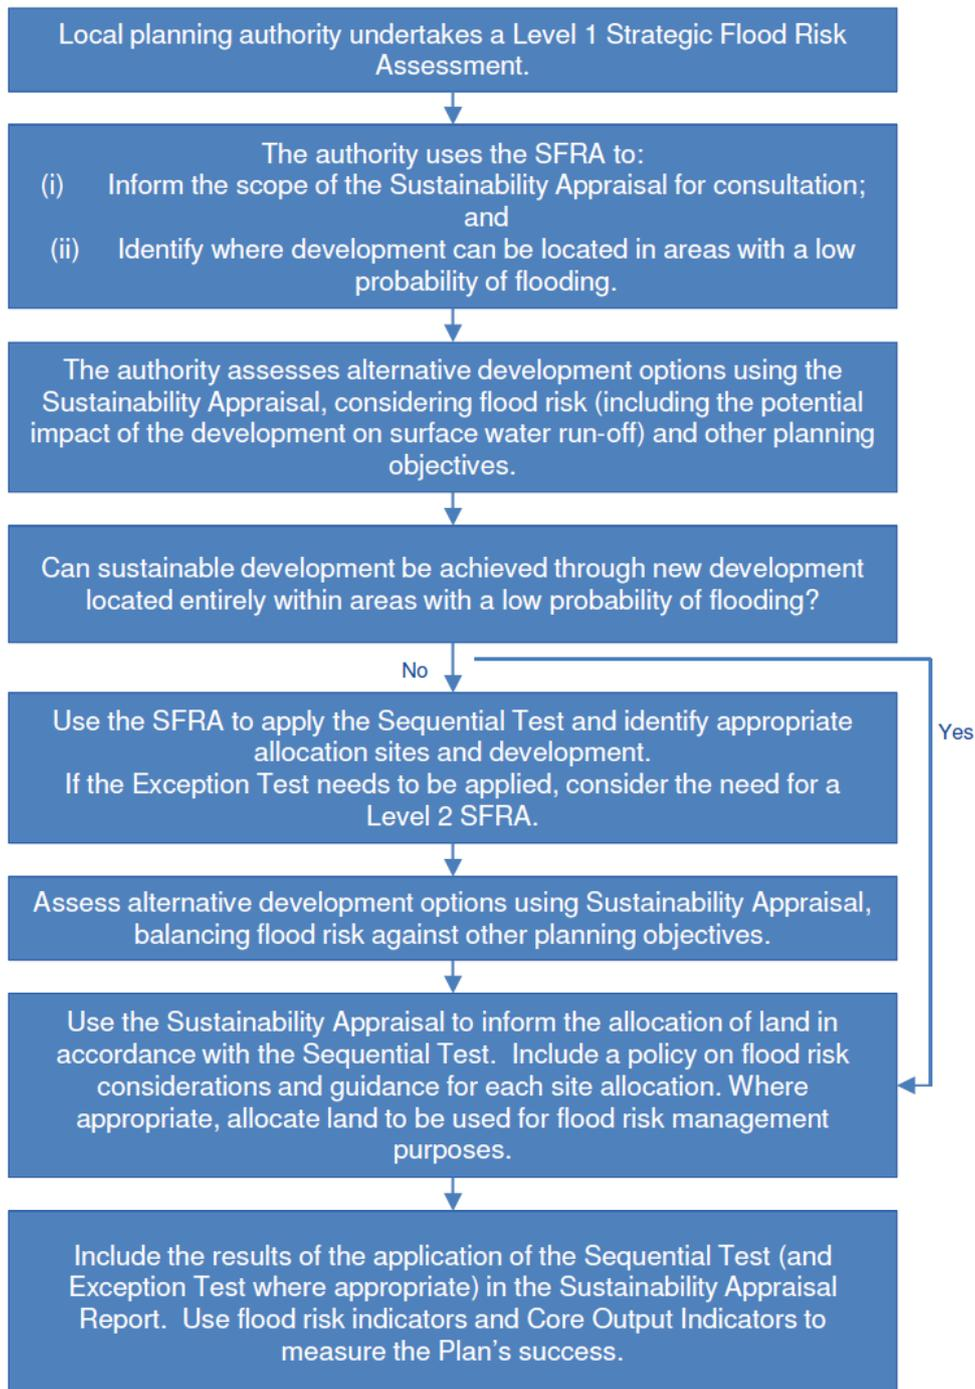 Local planning authority undertakes a Level 1 Strategic Flood Risk
Assessment.
The authority uses the SFRA to:
(i) Inform the scope of the Sustainability Appraisal for consultation;
and
(ii) Identify where development can be located in areas with a low
probability of flooding.
The authority assesses alternative development options using the
Sustainability Appraisal, considering flood risk (including the potential
impact of the development on surface water run-off) and other planning
objectives.
Can sustainable development be achieved through new development
located entirely within areas with a low probability of flooding?
No
Yes
Use the SFRA to apply the Sequential Test and identify appropriate
allocation sites and development.
If the Exception Test needs to be applied, consider the need for a
Level 2 SFRA.
Assess alternative development options using Sustainability Appraisal,
balancing flood risk against other planning objectives.
Use the Sustainability Appraisal to inform the allocation of land in
accordance with the Sequential Test. Include a policy on flood risk
considerations and guidance for each site allocation. Where
appropriate, allocate land to be used for flood risk management
purposes.
Include the results of the application of the Sequential Test (and
Exception Test where appropriate) in the Sustainability Appraisal
Report. Use flood risk indicators and Core Output Indicators to
measure the Plan's success.